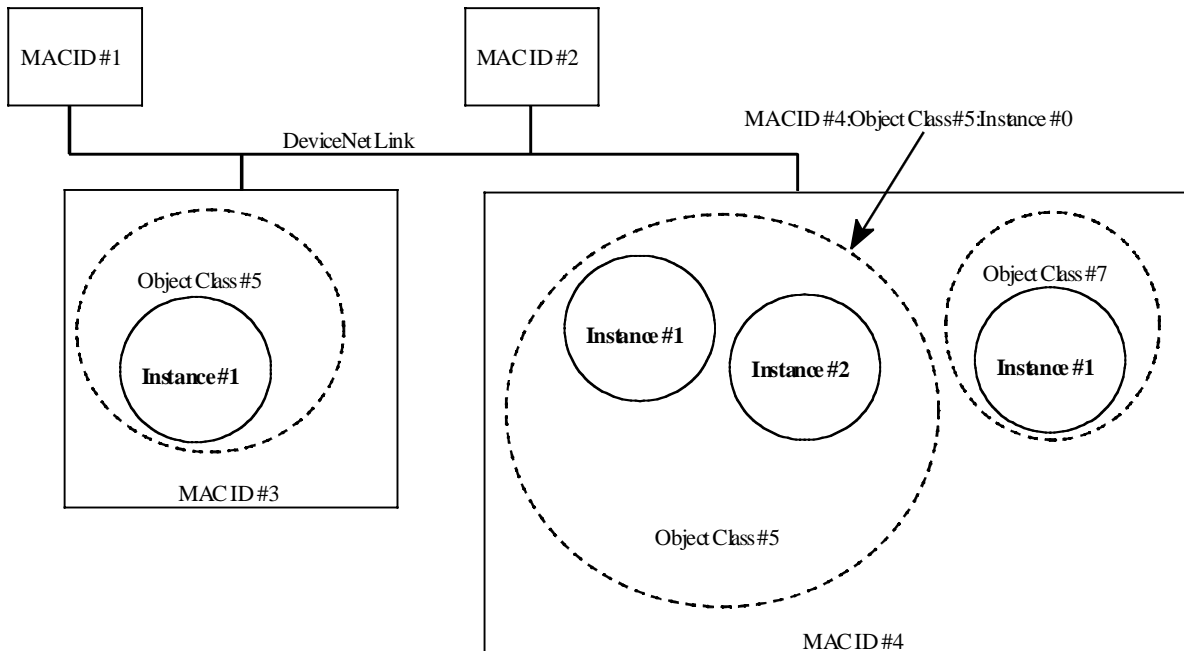 MAC ID #1
MAC ID #2
MAC ID #4:Object Class #5:Instance #0
DeviceNet Link
Object Class #5
Instance #1
MAC ID #3
Instance #1
Instance #2
Object Class #5
Object Class #7
Instance #1
MAC ID #4